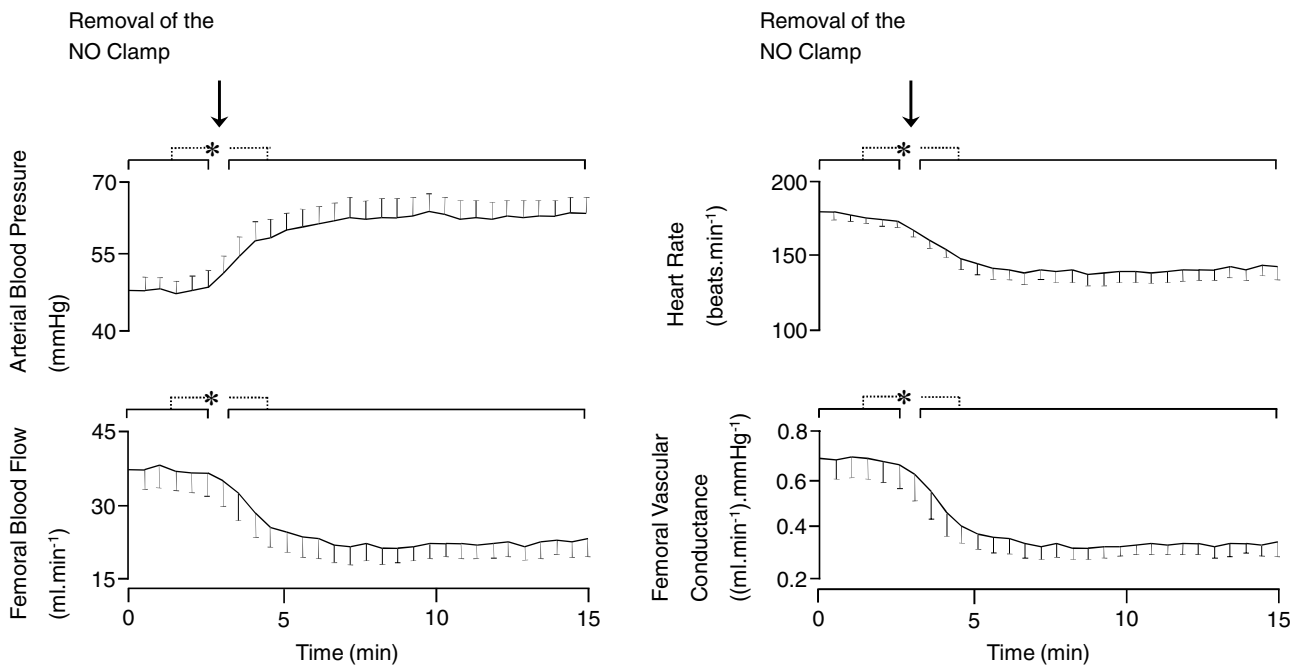 Removal of the
NO Clamp
*
Arterial Blood Pressure
(mmHg)
70
55
40
*
Femoral Blood Flow
(ml.min⁻¹)
45
30
15
0 5 10 15
Time (min)
Removal of the
NO Clamp
*
Heart Rate
(beats.min⁻¹)
200
150
100
*
Femoral Vascular
Conductance
((ml.min⁻¹).mmHg⁻¹)
0.8
0.6
0.4
0.2
0 5 10 15
Time (min)